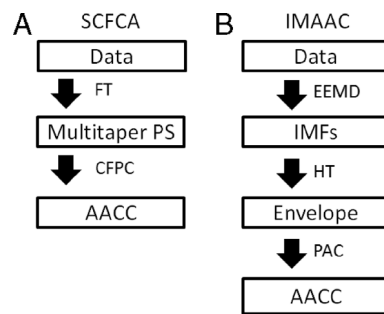 A SCFCA
Data
FT
Multitaper PS
CFPC
AACC
B IMAAC
Data
EEMD
IMFs
HT
Envelope
PAC
AACC